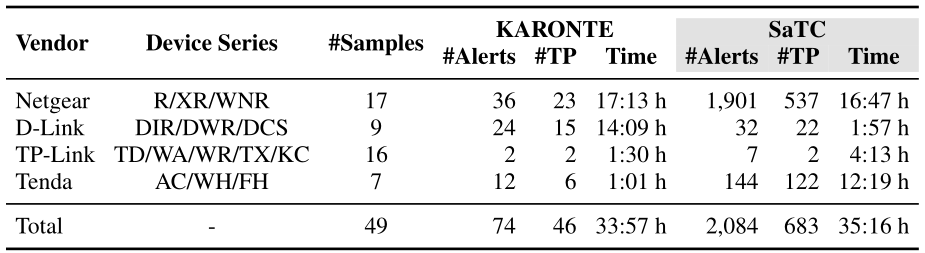 Vendor Device Series #Samples KARONTE SaTC
#Alerts #TP Time #Alerts #TP Time
Netgear R/XR/WNR 17 36 23 17:13 h 1,901 537 16:47 h
D-Link DIR/DWR/DCS 9 24 15 14:09 h 32 22 1:57 h
TP-Link TD/WA/WR/TX/KC 16 2 2 1:30 h 7 2 4:13 h
Tenda AC/WH/FH 7 12 6 1:01 h 144 122 12:19 h
Total - 49 74 46 33:57 h 2,084 683 35:16 h